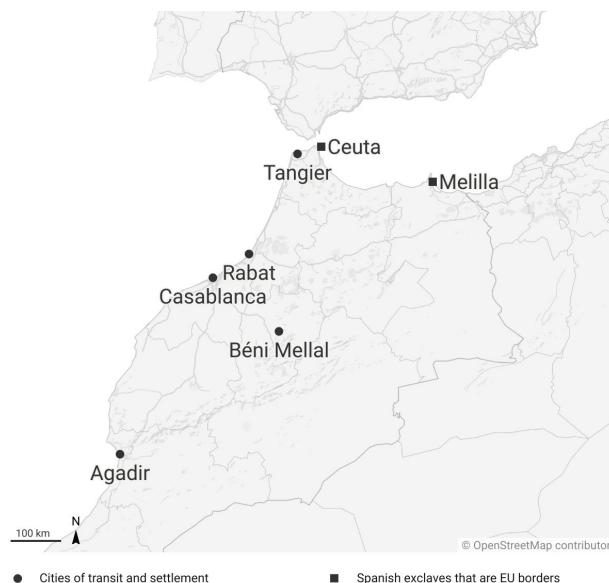 Ceuta
Tangier
Melilla
Rabat
Casablanca
Béni Mellal
Agadir
N
100 km
© OpenStreetMap contributor
Cities of transit and settlement
Spanish exclaves that are EU borders